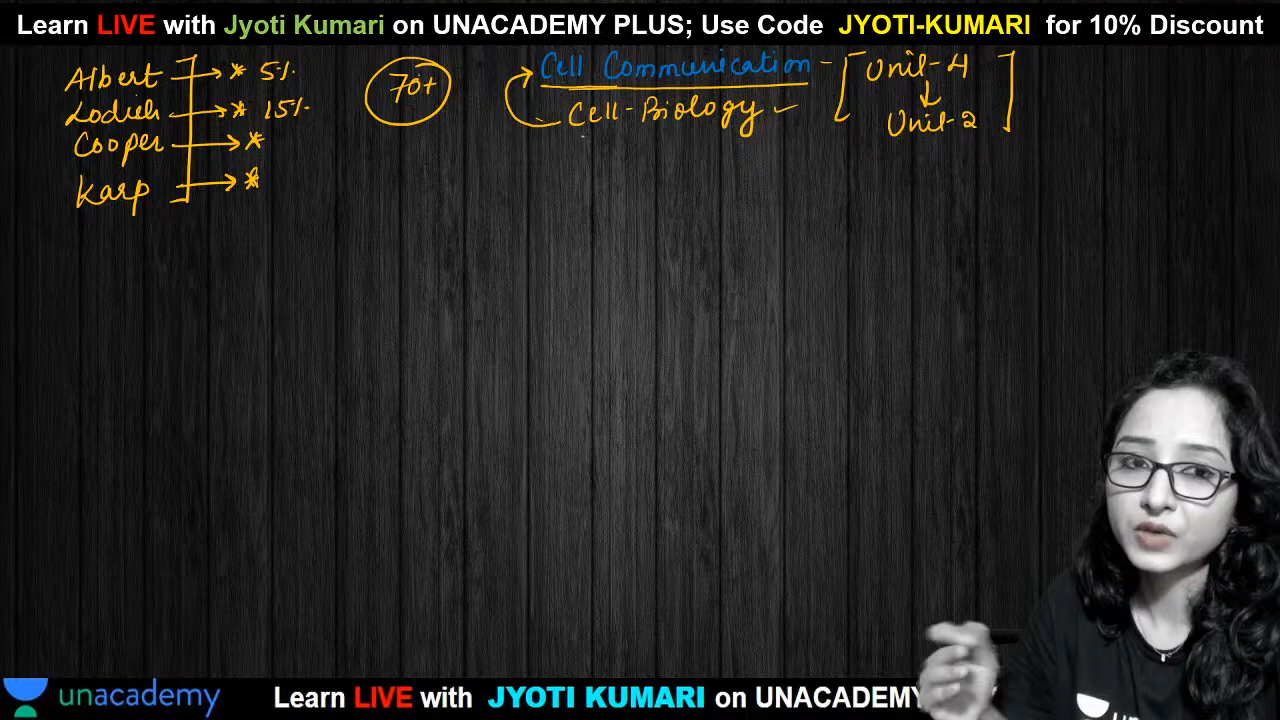 Learn LIVE with Jyoti Kumari on UNACADEMY PLUS; Use Code JYOTI-KUMARI for 10% Discount
Albert → * 5%
Lodish → * 15%
Cooper → *
Karp → *
70+
Cell Communication - [Unit-4
Cell-Biology ↓
Unit-2]
unacademy
Learn LIVE with JYOTI KUMARI on UNACADEMY